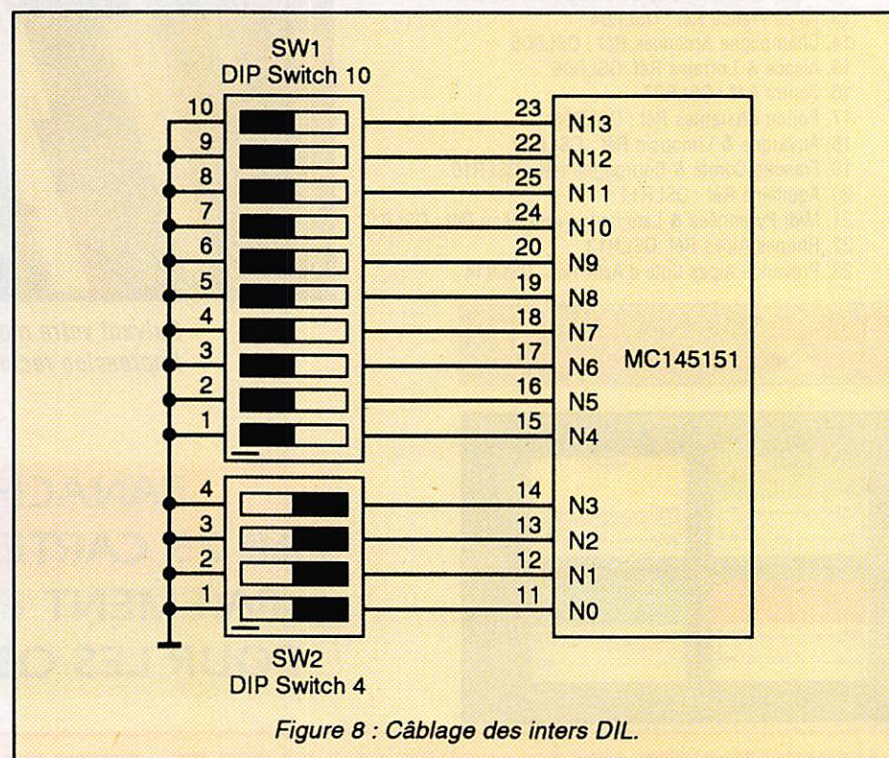 SW1
DIP Switch 10
10 23 N13
9 22 N12
8 25 N11
7 24 N10
6 20 N9
5 19 N8
4 18 N7
3 17 N6 MC145151
2 16 N5
1 15 N4
4 14 N3
3 13 N2
2 12 N1
1 11 N0
SW2
DIP Switch 4
Figure 8 : Câblage des inters DIL.